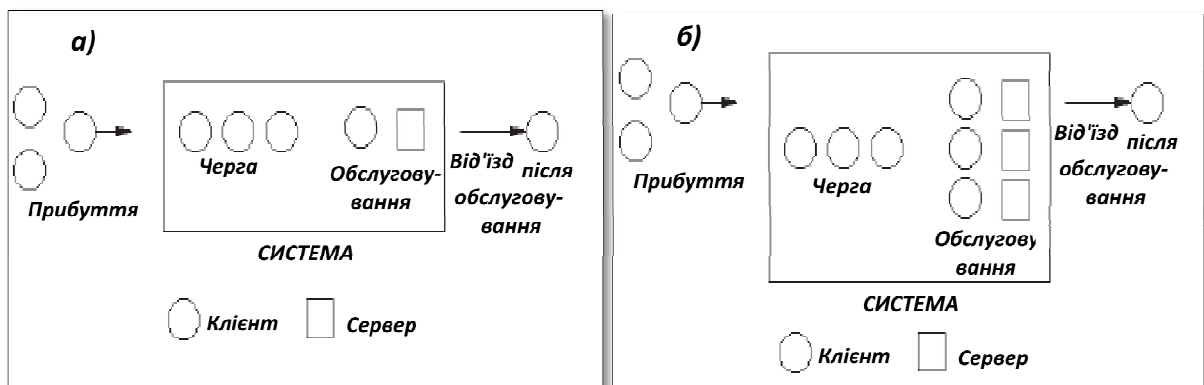 а)
Черга
Обслугову-
вання
Прибуття
Від'їзд після
обслугову-
вання
СИСТЕМА
Клієнт
Сервер
б)
Прибуття
Черга
Обслугову
вання
Від'їзд після
обслугову-
вання
СИСТЕМА
Клієнт
Сервер